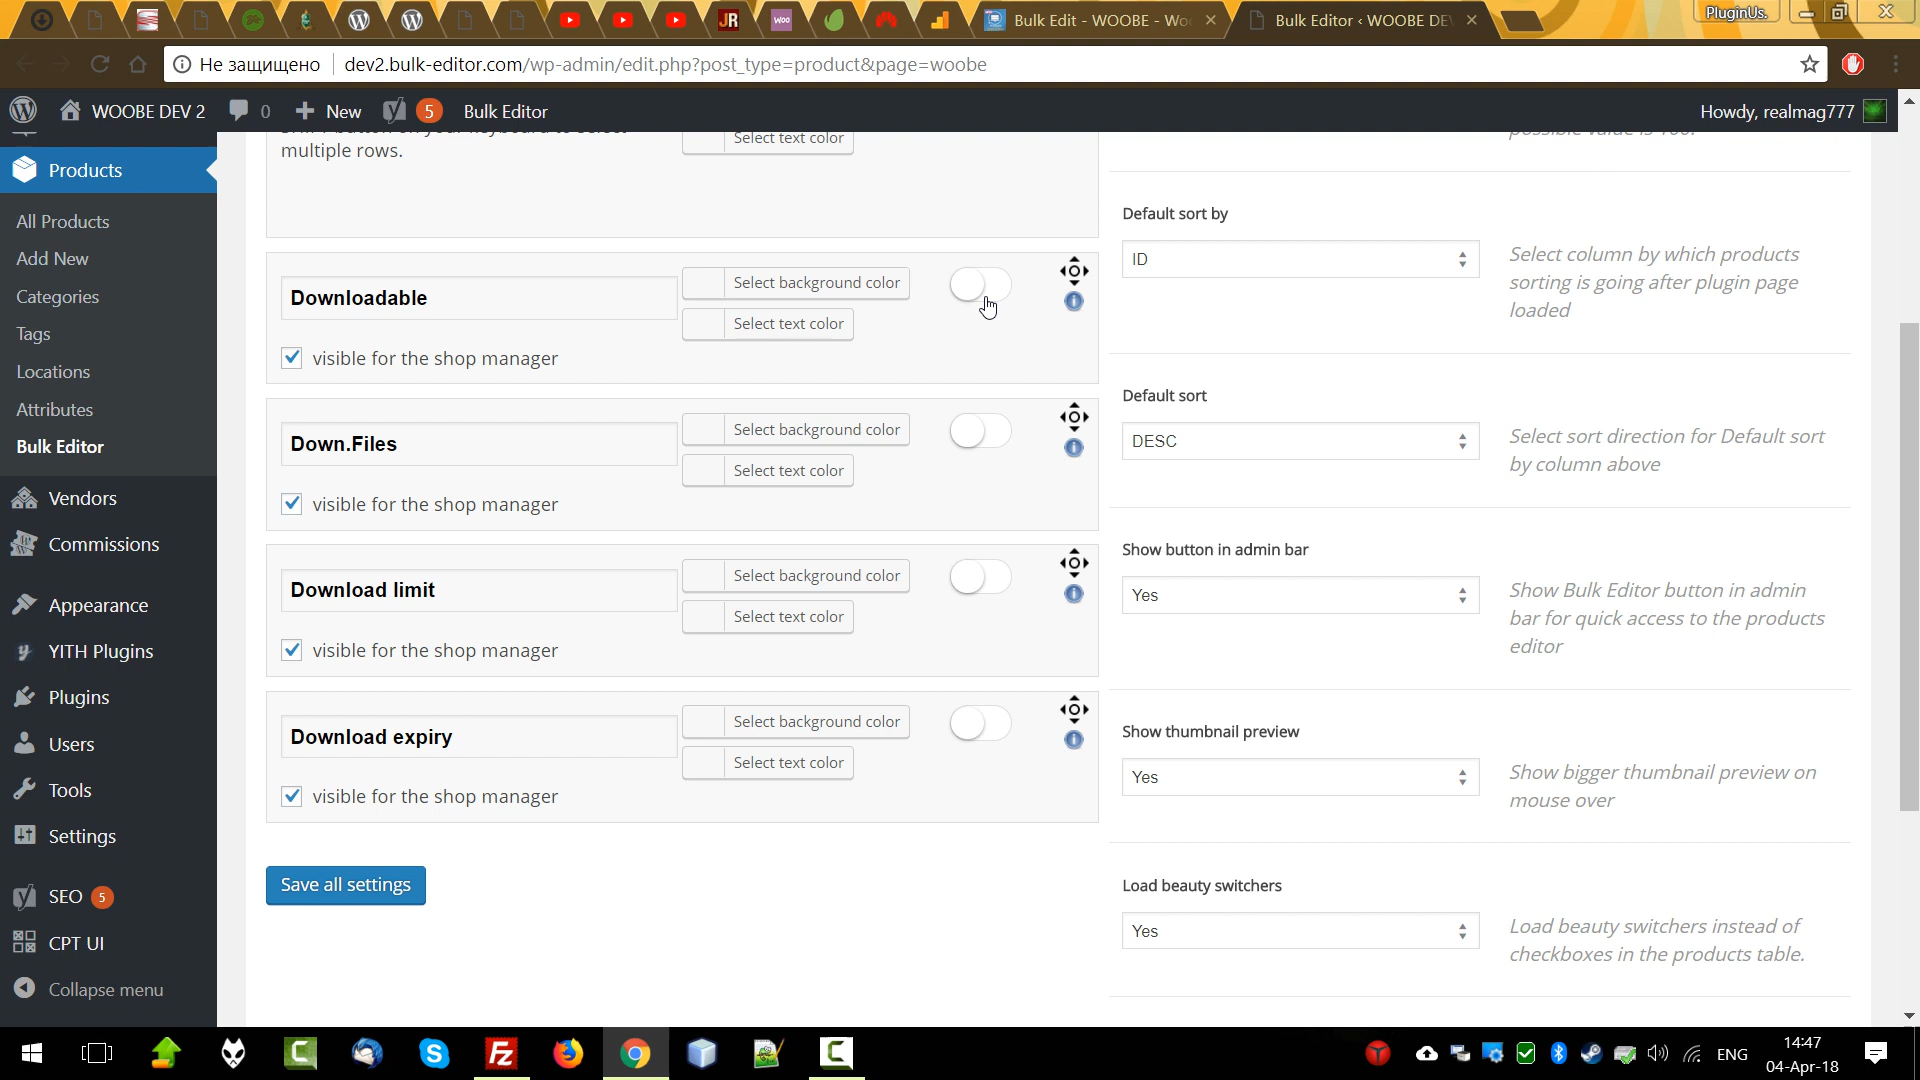 PluginUs.
JR
WOO
Bulk Edit - WOOBE - Wo
Bulk Editor ‹ WOOBE DE
Не защищено
dev2.bulk-editor.com/wp-admin/edit.php?post_type=product&page=woobe
WOOBE DEV 2
0
New
5
Bulk Editor
Howdy, realmag777
Products
All Products
Add New
Categories
Tags
Locations
Attributes
Bulk Editor
Vendors
Commissions
Appearance
YITH Plugins
Plugins
Users
Tools
Settings
SEO 5
CPT UI
Collapse menu
multiple rows.
Select text color
Downloadable
Select background color
Select text color
visible for the shop manager
Down.Files
Select background color
Select text color
visible for the shop manager
Download limit
Select background color
Select text color
visible for the shop manager
Download expiry
Select background color
Select text color
visible for the shop manager
Save all settings
Default sort by
ID
Select column by which products
sorting is going after plugin page
loaded
Default sort
DESC
Select sort direction for Default sort
by column above
Show button in admin bar
Yes
Show Bulk Editor button in admin
bar for quick access to the products
editor
Show thumbnail preview
Yes
Show bigger thumbnail preview on
mouse over
Load beauty switchers
Yes
Load beauty switchers instead of
checkboxes in the products table.
ENG
14:47
04-Apr-18